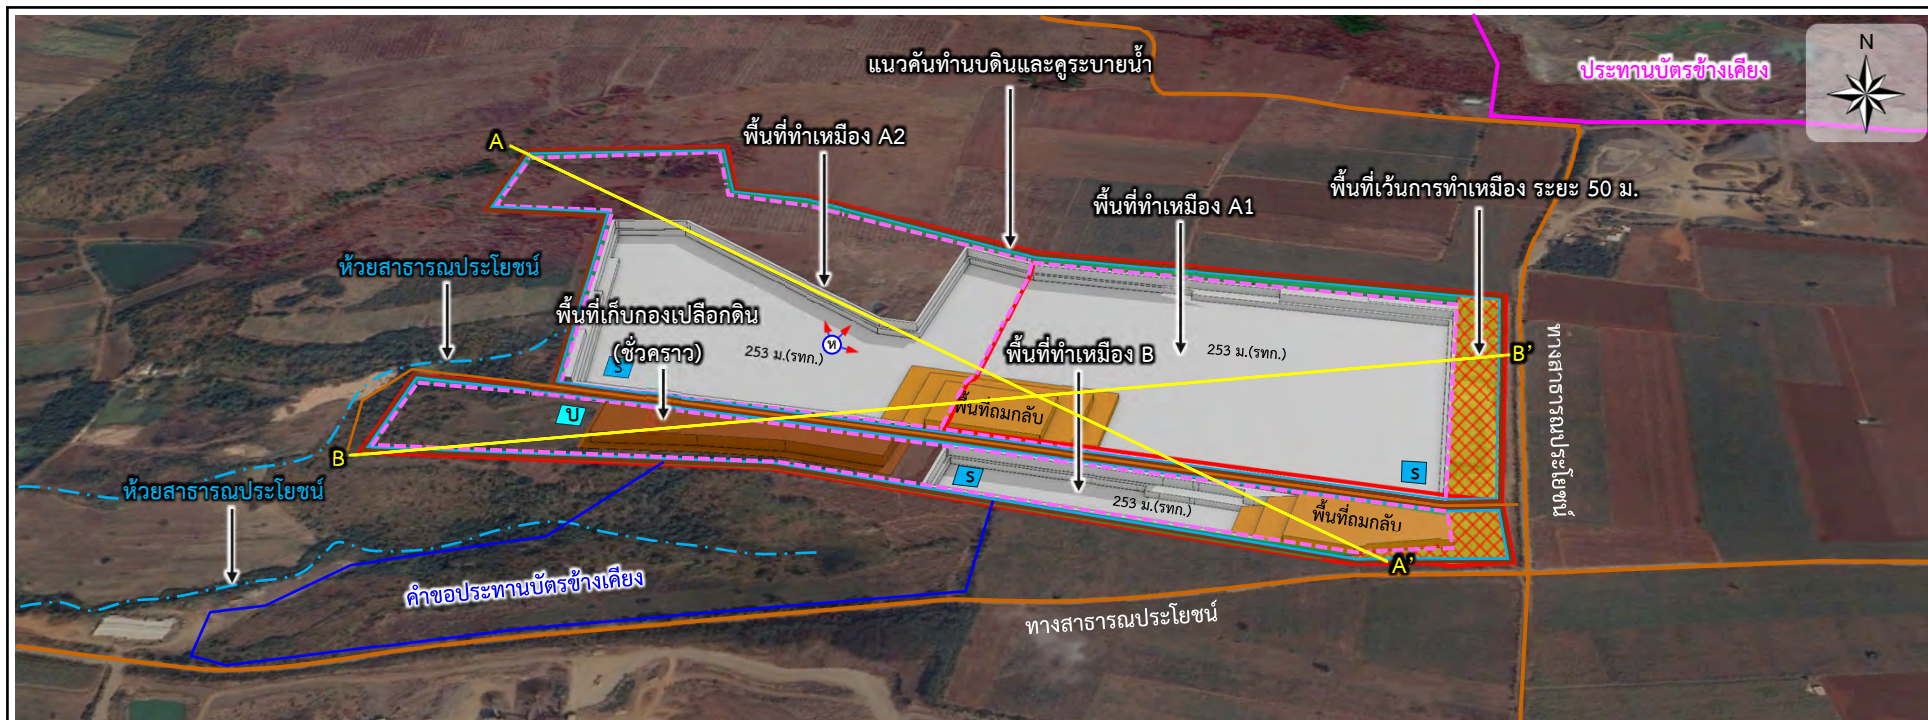 N
ประทานบัตรข้างเคียง
แนวคันทำนบดินและคูระบายน้ำ
พื้นที่ทำเหมือง A2
A
พื้นที่เว้นการทำเหมือง ระยะ 50 ม.
พื้นที่ทำเหมือง A1
ห้วยสาธารณประโยชน์
พื้นที่เก็บกองเปลือกดิน
(ชั่วคราว)
ห
253 ม.(รทก.)
พื้นที่ทำเหมือง B
253 ม.(รทก.)
B’
ทางสาธารณประโยชน์
ร
บ
พื้นที่ถมกลับ
B
ร
ร
ห้วยสาธารณประโยชน์
253 ม.(รทก.)
พื้นที่ถมกลับ
A’
คำขอประทานบัตรข้างเคียง
ทางสาธารณประโยชน์